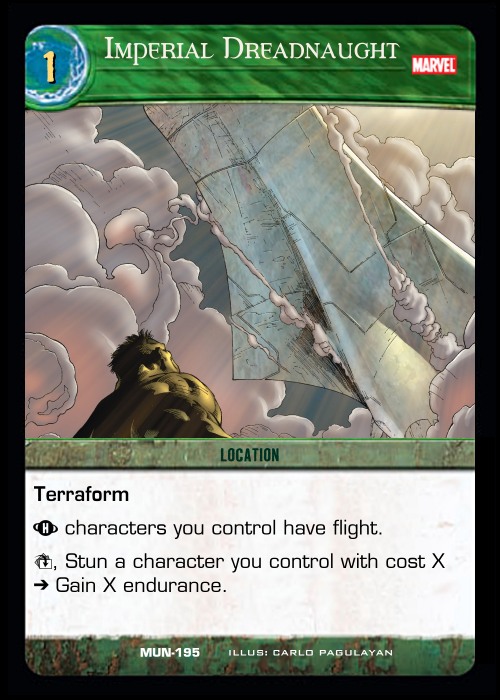 1
Imperial Dreadnaught
MARVEL
LOCATION
Terraform
H characters you control have flight.
, Stun a character you control with cost X
➔ Gain X endurance.
MUN-195 ILLUS: CARLO PAGULAYAN